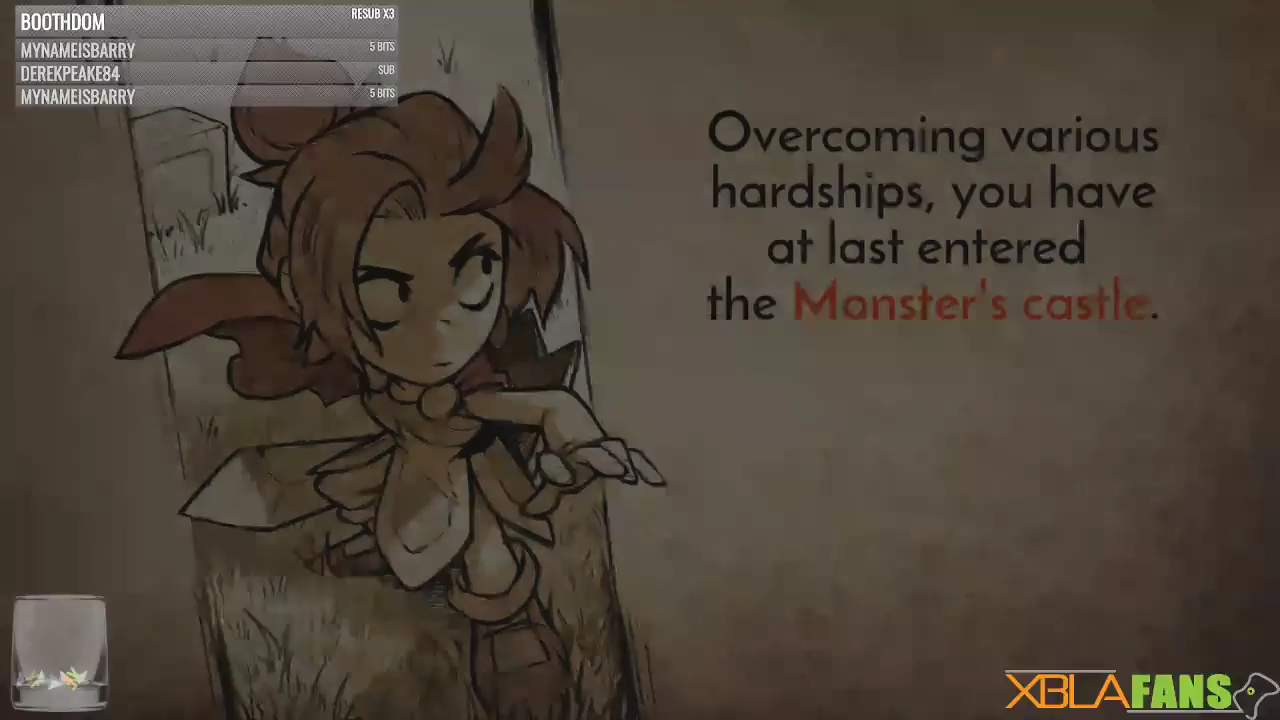 BOOTHDOM RESUB X3
MYNAMEISBARRY 5 BITS
DEREKPEAKE84 SUB
MYNAMEISBARRY 5 BITS
Overcoming various
hardships, you have
at last entered
the Monster's castle.
XBLAFANS